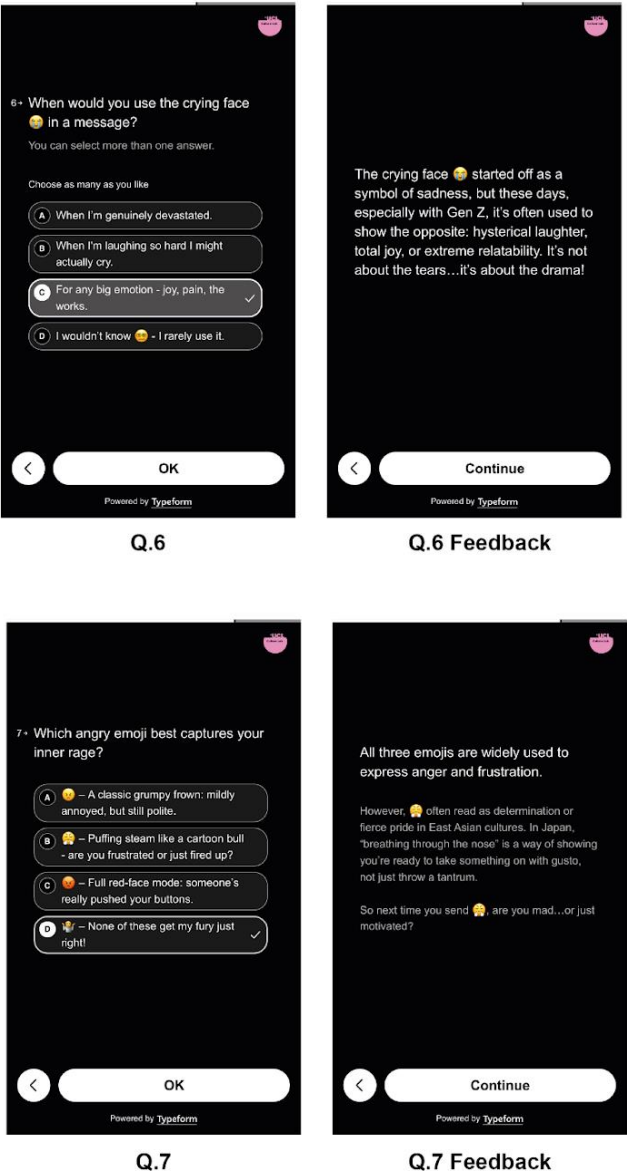 6→ When would you use the crying face
😭 in a message?
You can select more than one answer.
Choose as many as you like
A When I'm genuinely devastated.
B When I'm laughing so hard I might
actually cry.
C For any big emotion - joy, pain, the
works.
D I wouldn't know 😵‍💫 - I rarely use it.
OK
Powered by Typeform
Q.6
The crying face 😭 started off as a
symbol of sadness, but these days,
especially with Gen Z, it's often used to
show the opposite: hysterical laughter,
total joy, or extreme relatability. It's not
about the tears...it's about the drama!
Continue
Powered by Typeform
Q.6 Feedback
7→ Which angry emoji best captures your
inner rage?
A 😠 – A classic grumpy frown: mildly
annoyed, but still polite.
B 😤 – Puffing steam like a cartoon bull
- are you frustrated or just fired up?
C 😡 – Full red-face mode: someone's
really pushed your buttons.
D 🤷 – None of these get my fury just
right!
OK
Powered by Typeform
Q.7
All three emojis are widely used to
express anger and frustration.
However, 😤 often read as determination or
fierce pride in East Asian cultures. In Japan,
"breathing through the nose" is a way of showing
you're ready to take something on with gusto,
not just throw a tantrum.
So next time you send 😤, are you mad...or just
motivated?
Continue
Powered by Typeform
Q.7 Feedback